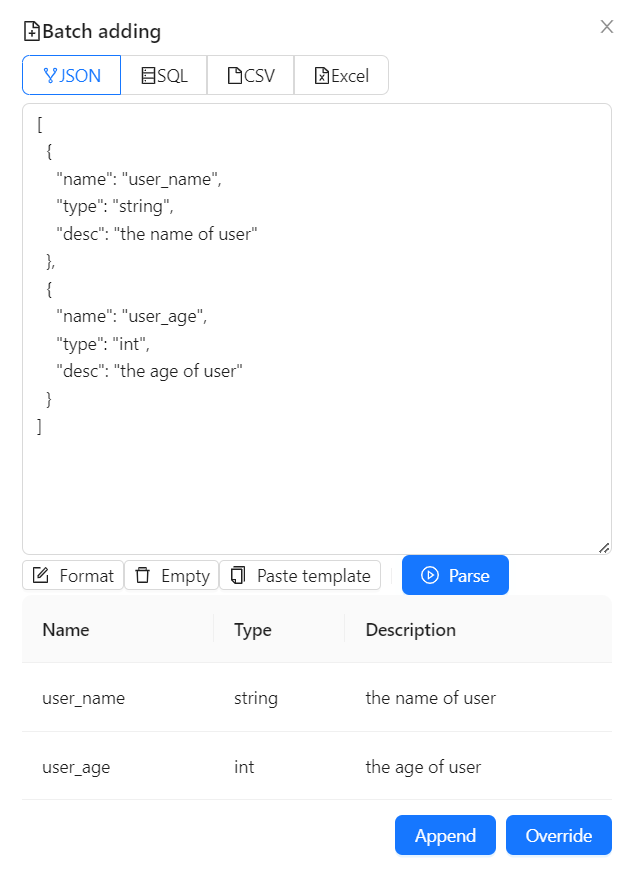 Batch adding
JSON SQL CSV Excel
[
  {
    "name": "user_name",
    "type": "string",
    "desc": "the name of user"
  },
  {
    "name": "user_age",
    "type": "int",
    "desc": "the age of user"
  }
]
Format Empty Paste template Parse
Name Type Description
user_name string the name of user
user_age int the age of user
Append Override